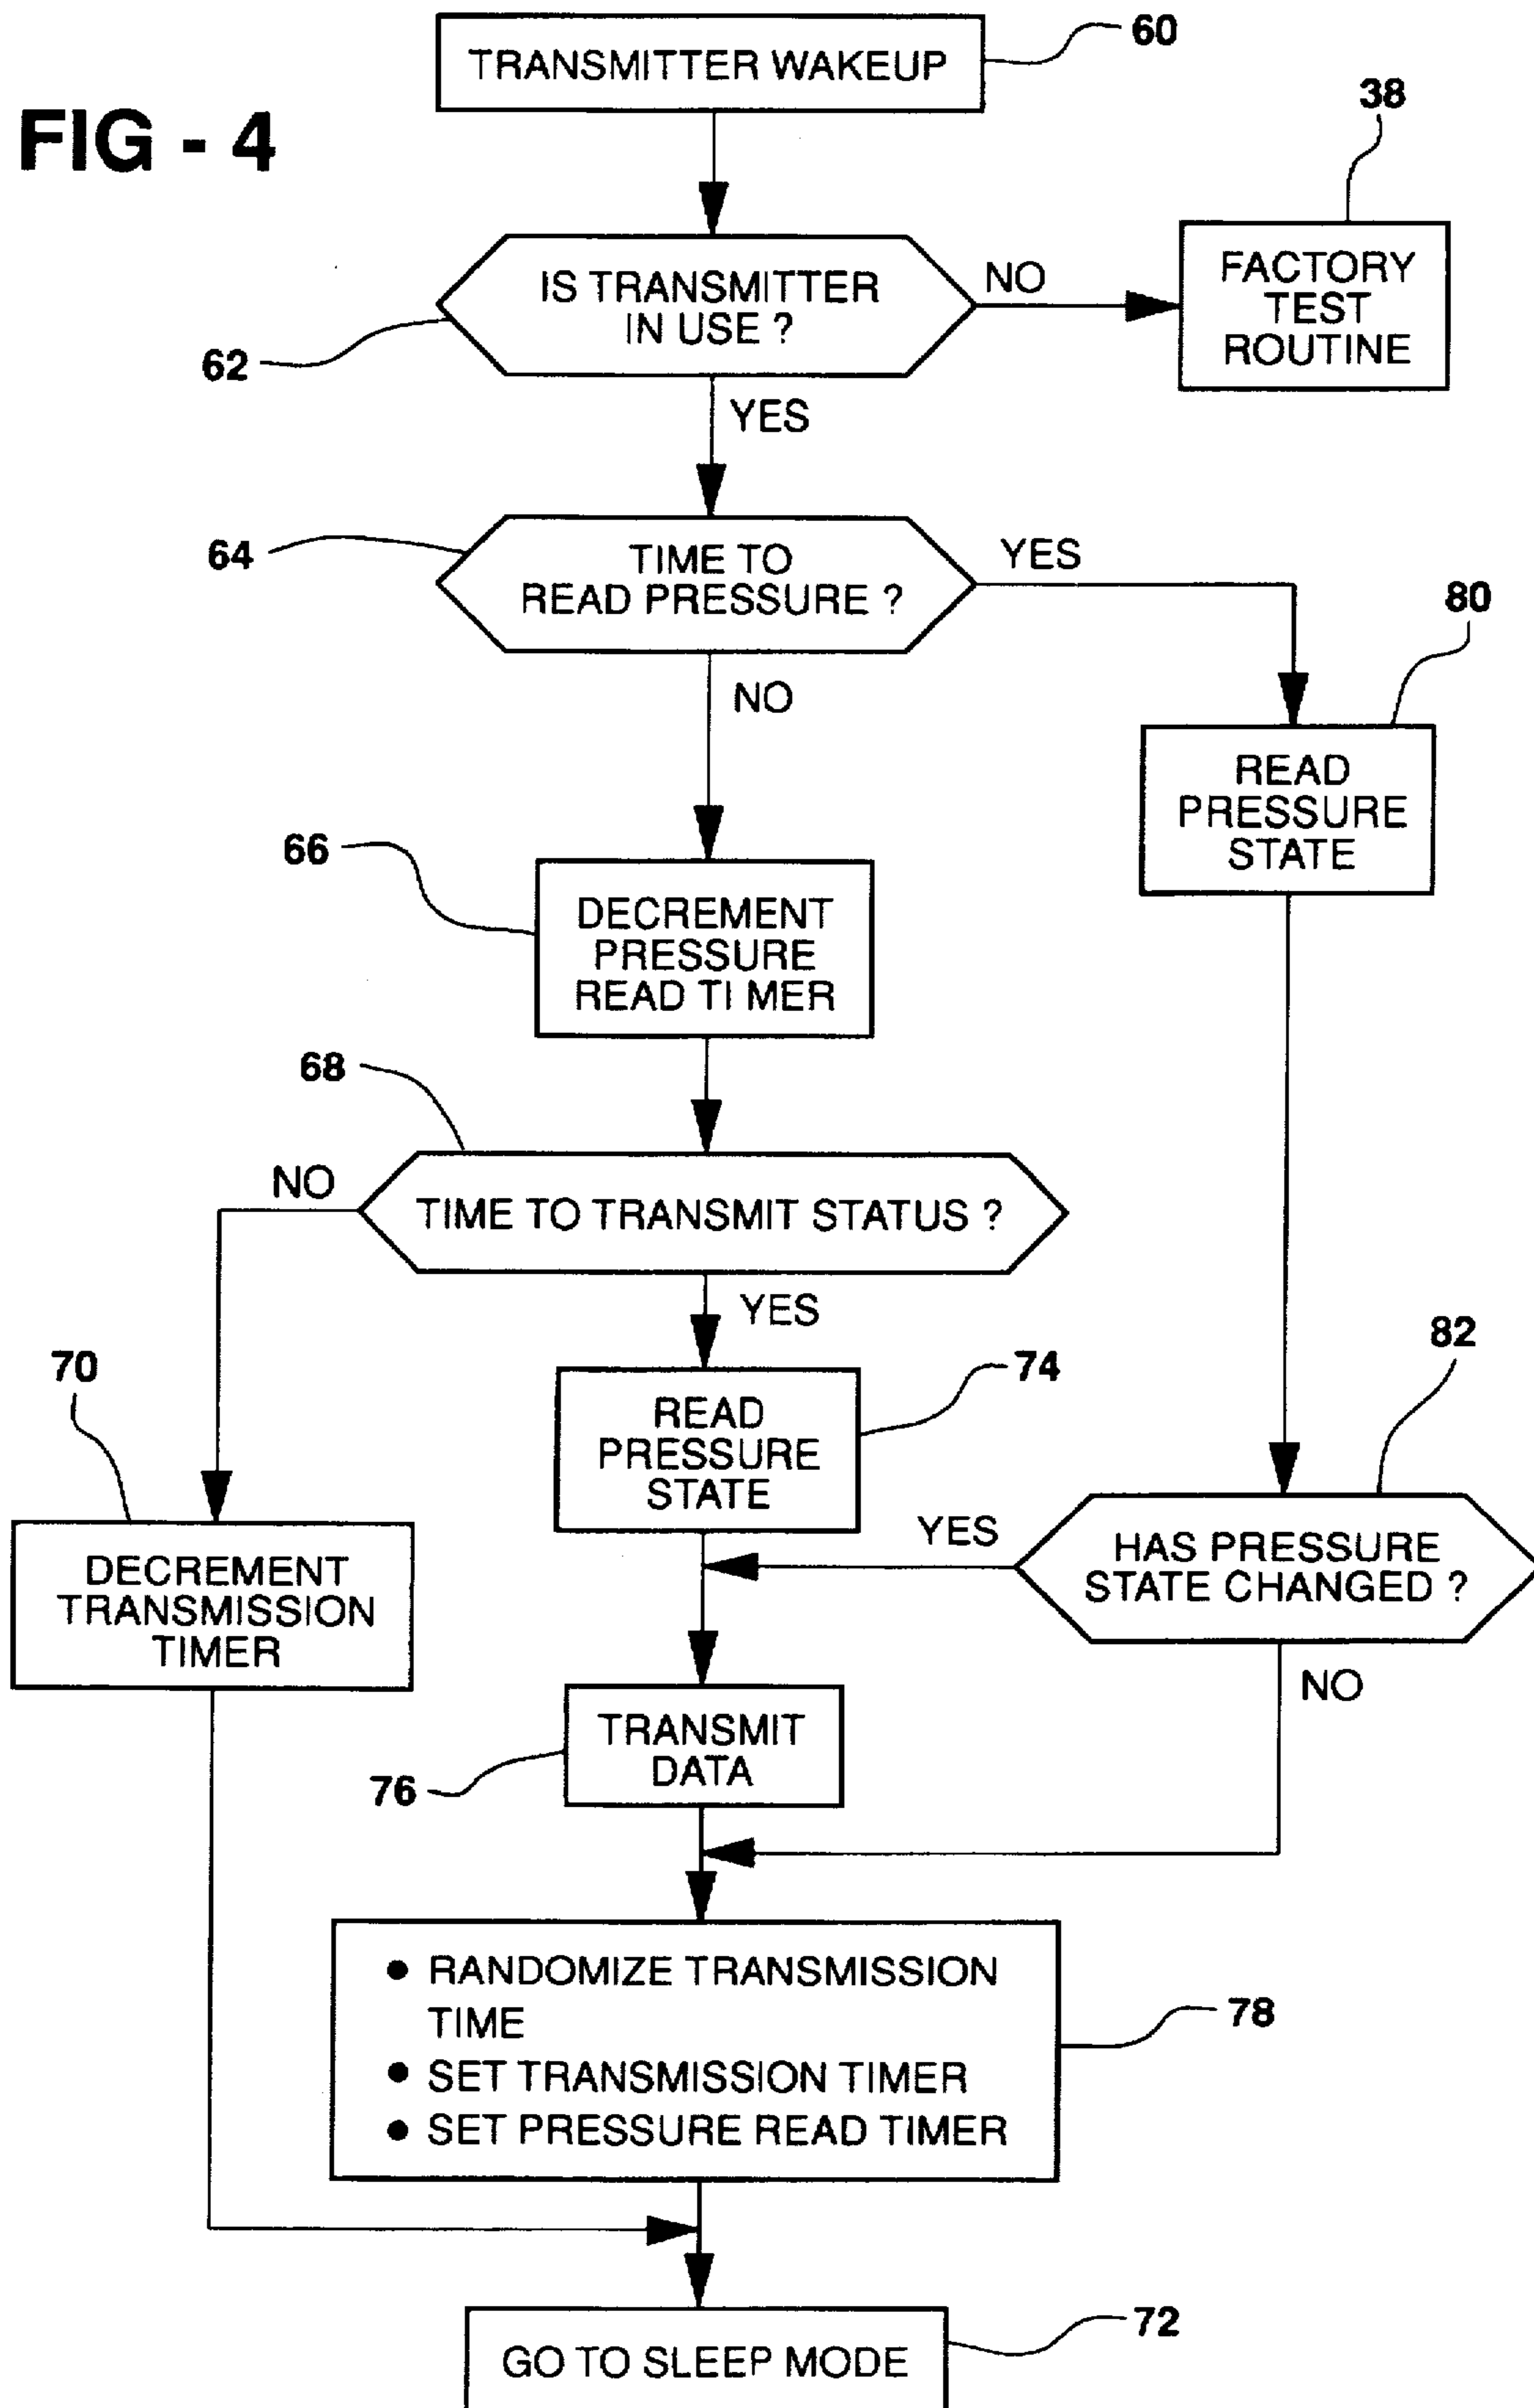 FIG - 4
TRANSMITTER WAKEUP
60
38
IS TRANSMITTER
IN USE ?
62
NO
FACTORY
TEST
ROUTINE
YES
64
TIME TO
READ PRESSURE ?
YES
80
NO
READ
PRESSURE
STATE
66
DECREMENT
PRESSURE
READ TI MER
68
NO
TIME TO TRANSMIT STATUS ?
YES
70
74
82
READ
PRESSURE
STATE
DECREMENT
TRANSMISSION
TIMER
YES
HAS PRESSURE
STATE CHANGED ?
NO
TRANSMIT
DATA
76
● RANDOMIZE TRANSMISSION
TIME
● SET TRANSMISSION TIMER
● SET PRESSURE READ TIMER
78
GO TO SLEEP MODE
72